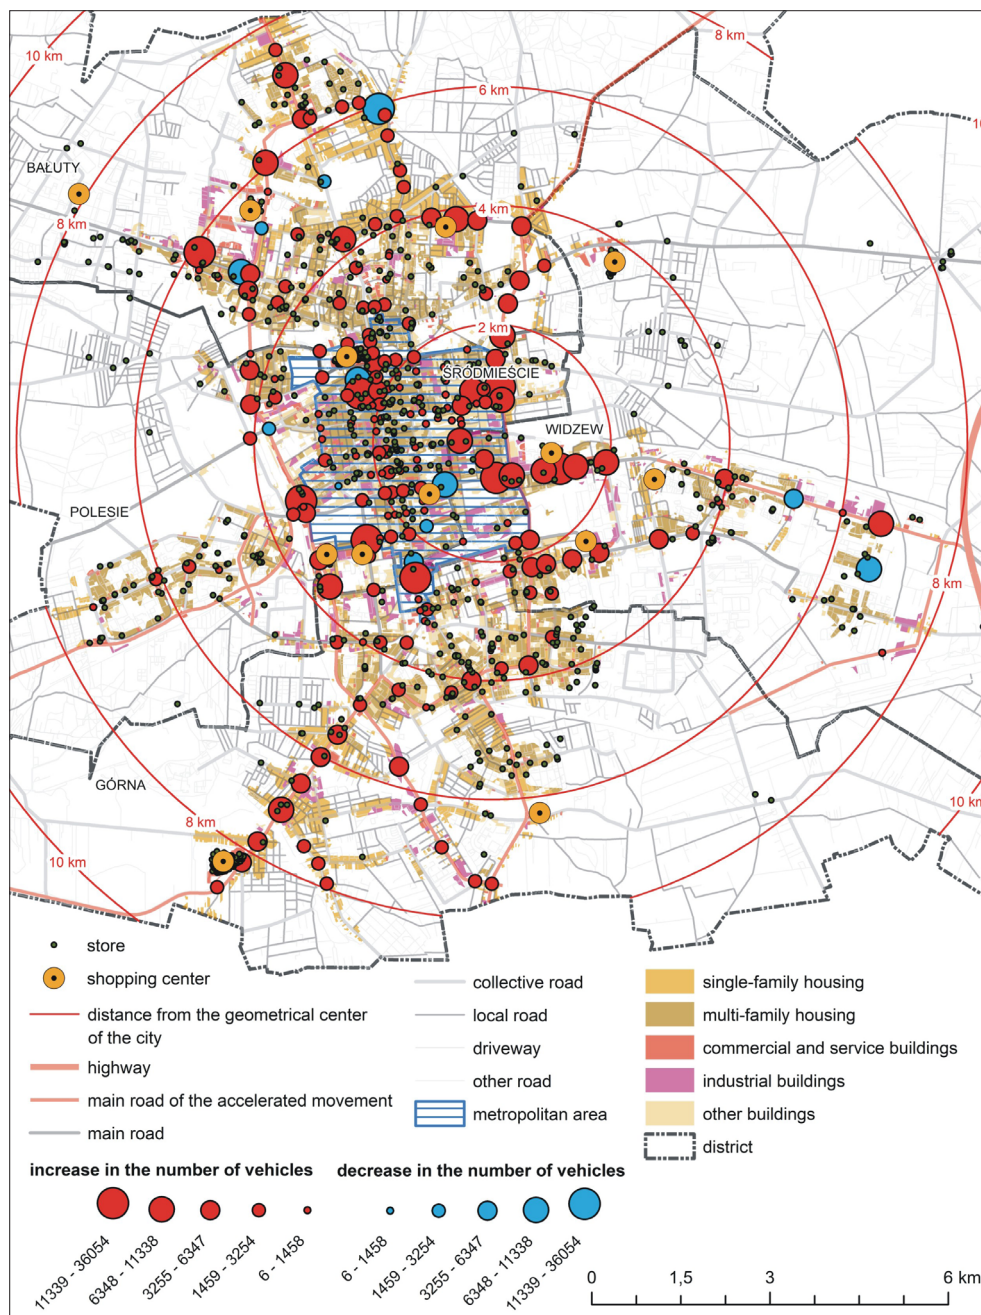 10 km
8 km
6 km
10
BAŁUTY
8 km
4 km
2 km
ŚRÓDMIEŚCIE
WIDZEW
POLESIE
8 km
GÓRNA
8 km
10 km
10 km
store
shopping center
distance from the geometrical center
of the city
highway
main road of the accelerated movement
main road
collective road
local road
driveway
other road
metropolitan area
single-family housing
multi-family housing
commercial and service buildings
industrial buildings
other buildings
district
increase in the number of vehicles
11339 - 36054
6348 - 11338
3255 - 6347
1459 - 3254
6 - 1458
decrease in the number of vehicles
6 - 1458
1459 - 3254
3255 - 6347
6348 - 11338
11339 - 36054
0 1,5 3 6 km